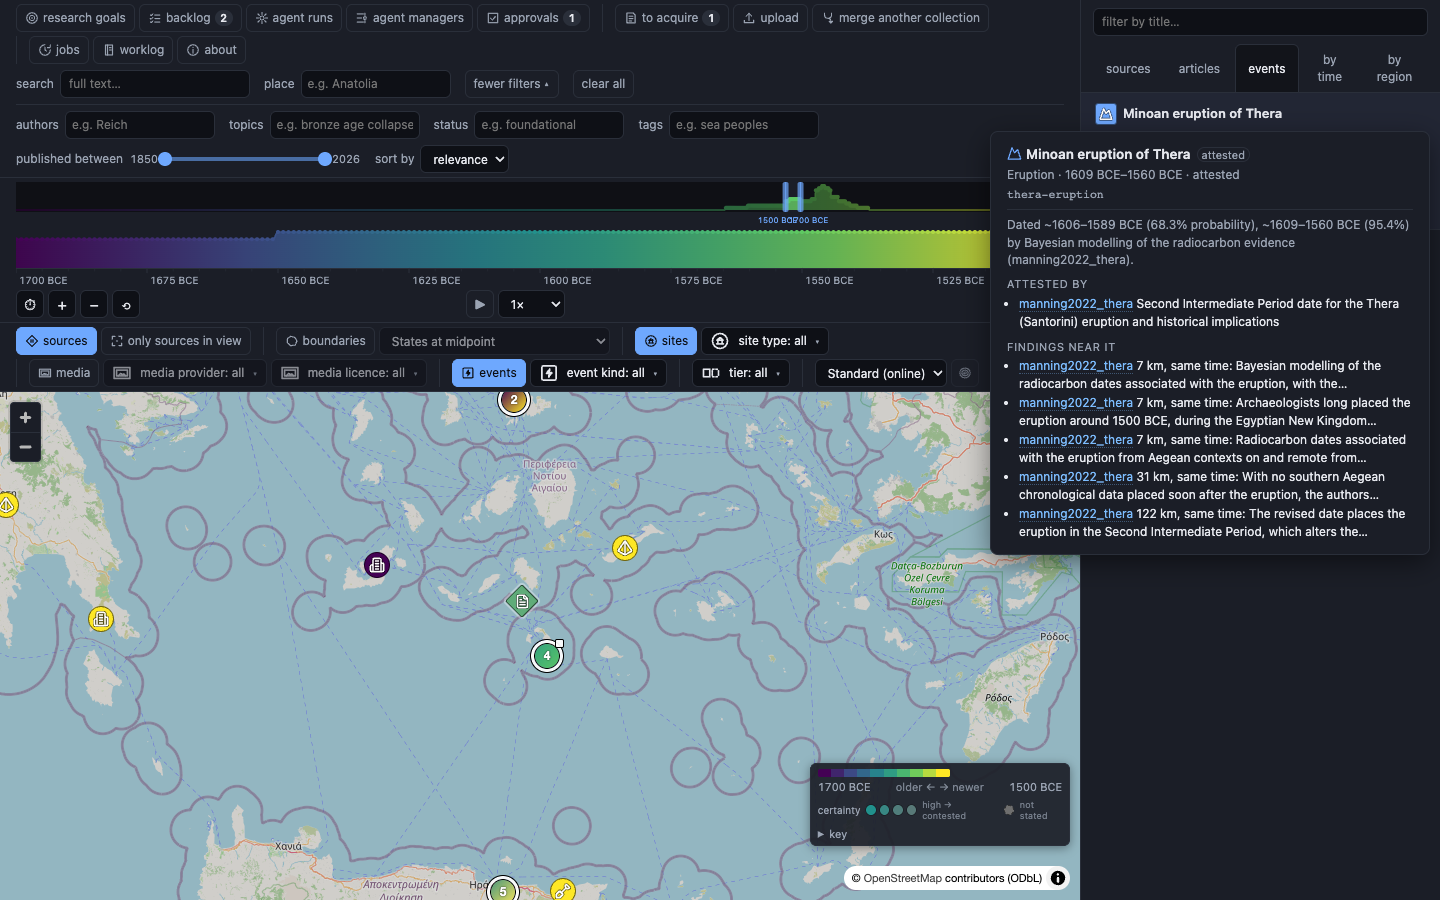 research goals
backlog 2
agent runs
agent managers
approvals 1
to acquire 1
upload
merge another collection
jobs
worklog
about
search full text...
place e.g. Anatolia
fewer filters
clear all
authors e.g. Reich
topics e.g. bronze age collapse
status e.g. foundational
tags e.g. sea peoples
published between 1850 2026
sort by relevance
1500 BCE
1700 BCE
1675 BCE
1650 BCE
1625 BCE
1600 BCE
1575 BCE
1550 BCE
1525 BCE
1x
sources
only sources in view
boundaries
States at midpoint
sites
site type: all
media
media provider: all
media licence: all
events
event kind: all
tier: all
Standard (online)
filter by title...
sources
articles
events
by time
by region
Minoan eruption of Thera
Minoan eruption of Thera attested
Eruption · 1609 BCE–1560 BCE · attested
thera-eruption
Dated ~1606–1589 BCE (68.3% probability), ~1609–1560 BCE (95.4%)
by Bayesian modelling of the radiocarbon evidence
(manning2022_thera).
ATTESTED BY
manning2022_thera Second Intermediate Period date for the Thera
(Santorini) eruption and historical implications
FINDINGS NEAR IT
manning2022_thera 7 km, same time: Bayesian modelling of the
radiocarbon dates associated with the eruption, with the...
manning2022_thera 7 km, same time: Archaeologists long placed the
eruption around 1500 BCE, during the Egyptian New Kingdom...
manning2022_thera 7 km, same time: Radiocarbon dates associated
with the eruption from Aegean contexts on and remote from...
manning2022_thera 31 km, same time: With no southern Aegean
chronological data placed soon after the eruption, the authors...
manning2022_thera 122 km, same time: The revised date places the
eruption in the Second Intermediate Period, which alters the...
2
Περιφέρεια
Νοτίου
Αιγαίου
Κως
Datça-Bozburun
Özel Çevre
Koruma
Bölgesi
Ρόδος
Ρόδος
4
Χανιά
Αποκεντρωμένη
Διοίκηση
Ηρά
5
1700 BCE older ← → newer 1500 BCE
certainty high → contested not stated
key
© OpenStreetMap contributors (ODbL)